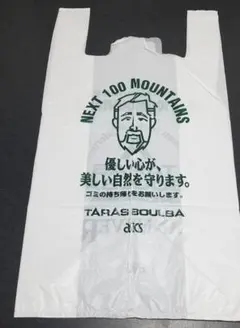 NEXT 100 MOUNTAINS
優しい心が、
美しい自然を守ります。
ゴミの持ち帰りをお願いします。
TARAS BOULBA
asics